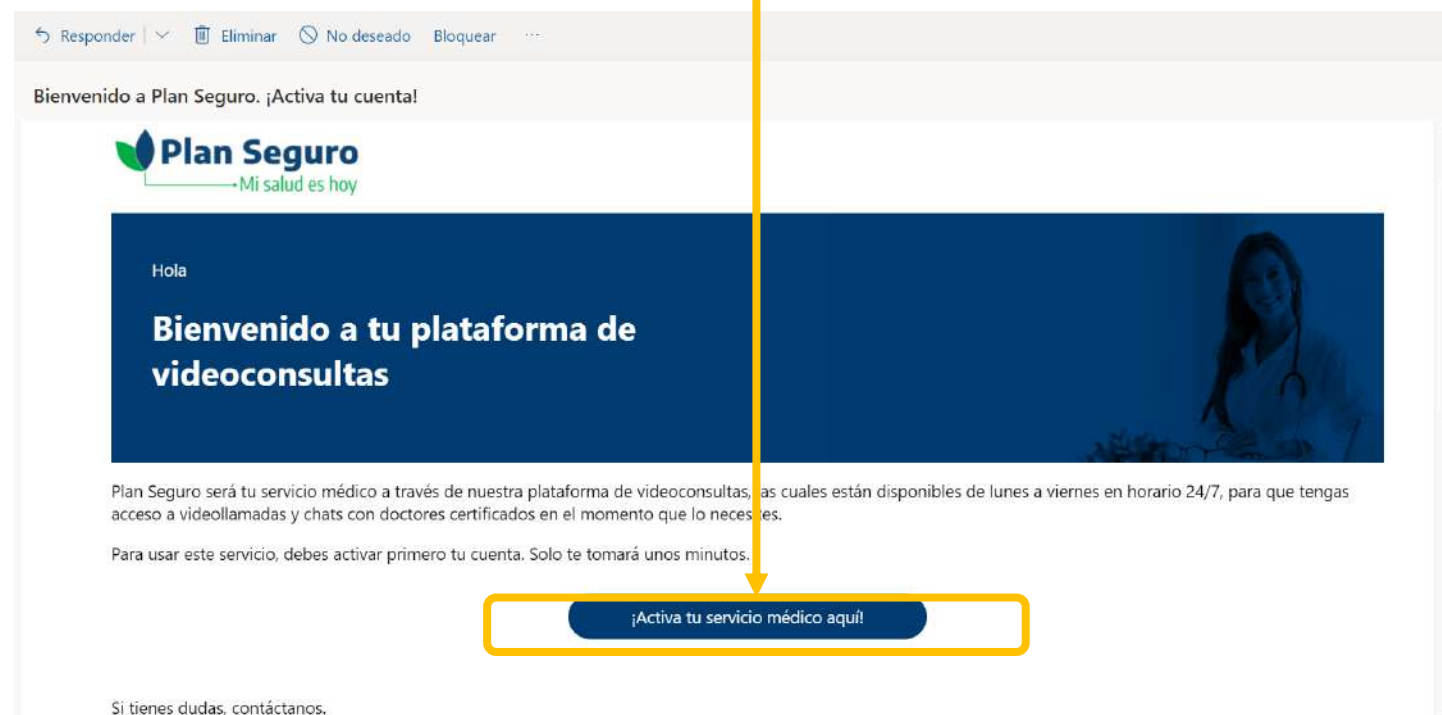 Responder Eliminar No deseado Bloquear ...
Bienvenido a Plan Seguro. ¡Activa tu cuenta!
Plan Seguro
Mi salud es hoy
Hola
Bienvenido a tu plataforma de
videoconsultas
Plan Seguro será tu servicio médico a través de nuestra plataforma de videoconsultas, las cuales están disponibles de lunes a viernes en horario 24/7, para que tengas
acceso a videollamadas y chats con doctores certificados en el momento que lo necesites.
Para usar este servicio, debes activar primero tu cuenta. Solo te tomará unos minutos.
¡Activa tu servicio médico aquí!
Si tienes dudas, contáctanos.